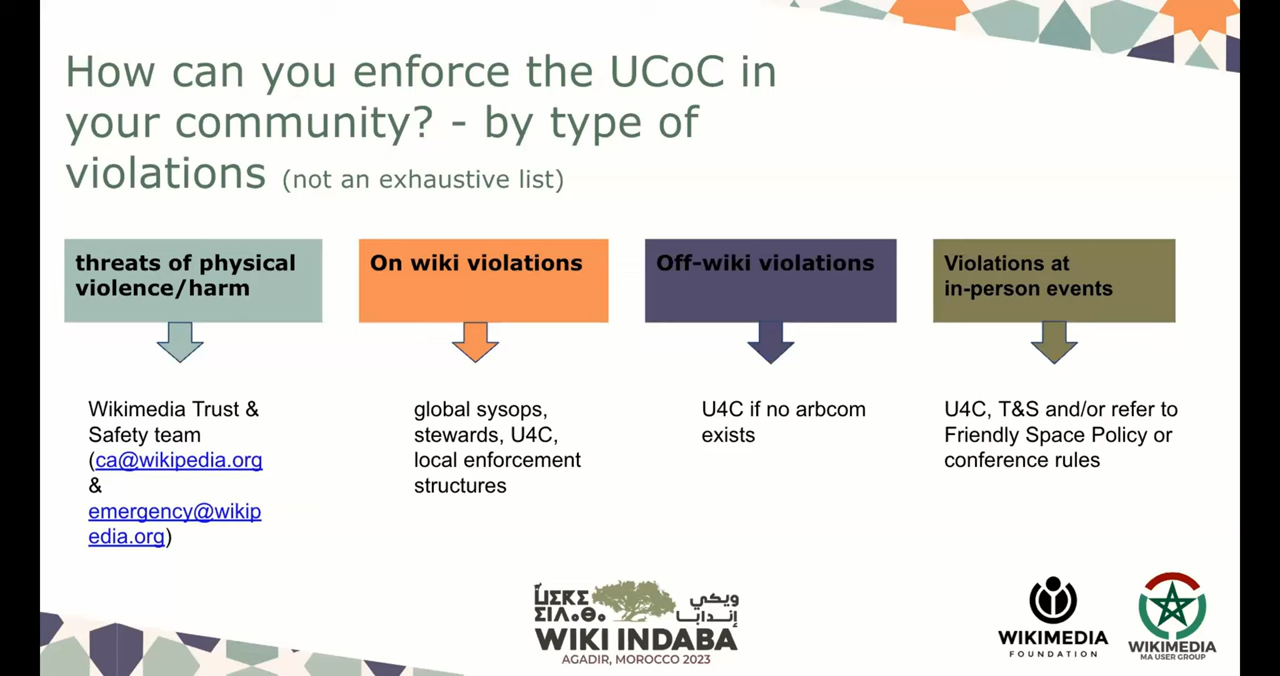 How can you enforce the UCoC in
your community? - by type of
violations (not an exhaustive list)
threats of physical
violence/harm
On wiki violations
Off-wiki violations
Violations at
in-person events
Wikimedia Trust &
Safety team
(ca@wikipedia.org
&
emergency@wikip
edia.org)
global sysops,
stewards, U4C,
local enforcement
structures
U4C if no arbcom
exists
U4C, T&S and/or refer to
Friendly Space Policy or
conference rules
ⵡⵉⴽⵉ
ⵉⵏⴷⴰⴱⴰ
ويكي
إندابا
WIKI INDABA
AGADIR, MOROCCO 2023
WIKIMEDIA
FOUNDATION
WIKIMEDIA
MA USER GROUP